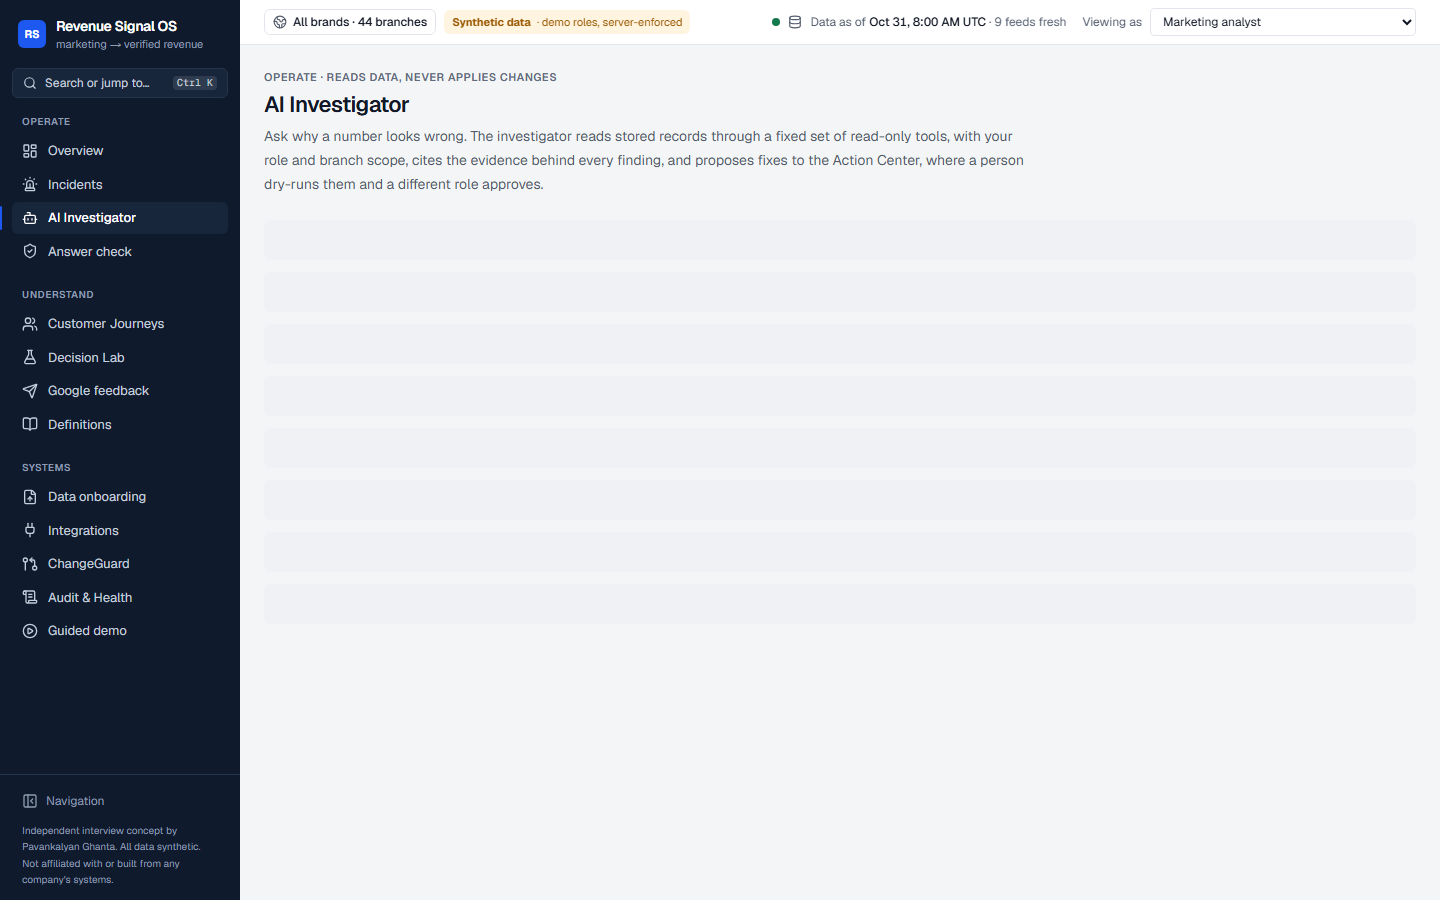 RS
Revenue Signal OS
marketing → verified revenue
Search or jump to...
Ctrl K
OPERATE
Overview
Incidents
AI Investigator
Answer check
UNDERSTAND
Customer Journeys
Decision Lab
Google feedback
Definitions
SYSTEMS
Data onboarding
Integrations
ChangeGuard
Audit & Health
Guided demo
Navigation
Independent interview concept by
Pavankalyan Ghanta. All data synthetic.
Not affiliated with or built from any
company's systems.
All brands · 44 branches
Synthetic data · demo roles, server-enforced
Data as of Oct 31, 8:00 AM UTC · 9 feeds fresh
Viewing as
Marketing analyst
OPERATE · READS DATA, NEVER APPLIES CHANGES
AI Investigator
Ask why a number looks wrong. The investigator reads stored records through a fixed set of read-only tools, with your
role and branch scope, cites the evidence behind every finding, and proposes fixes to the Action Center, where a person
dry-runs them and a different role approves.